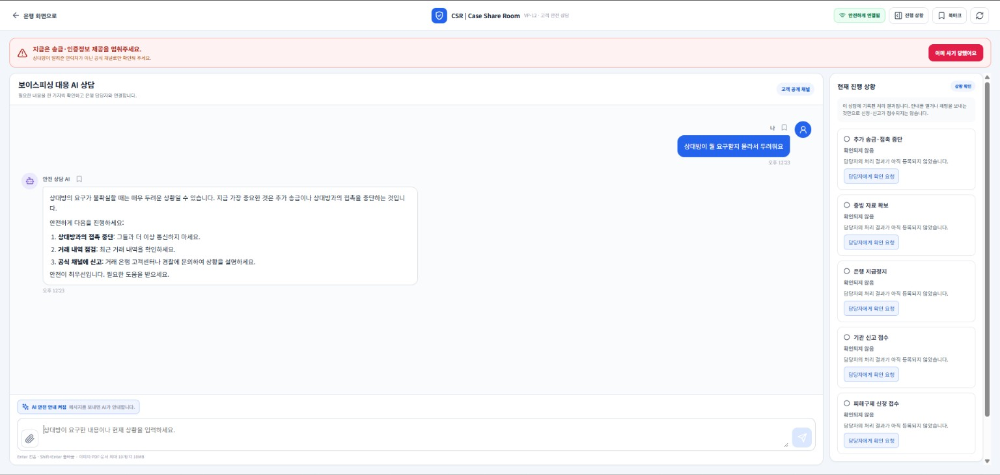 은행 화면으로
CSR | Case Share Room VP-12 · 고객 안전 상담
안전하게 연결됨
진행 상황
북마크
지금은 송금·인증정보 제공을 멈춰주세요.
상대방이 알려준 연락처가 아닌 공식 채널로만 확인해 주세요.
이미 사기 당했어요
보이스피싱 대응 AI 상담
필요한 내용을 한 가지씩 확인하고 은행 담당자와 연결합니다.
고객 공개 채널
나
상대방이 뭘 요구할지 몰라서 두려워요
오후 12:23
안전 상담 AI
상대방의 요구가 불확실할 때는 매우 두려운 상황일 수 있습니다. 지금 가장 중요한 것은 추가 송금이나 상대방과의 접촉을 중단하는 것입니
다.
안전하게 다음을 진행하세요:
1. 상대방과의 접촉 중단: 그들과 더 이상 통신하지 마세요.
2. 거래 내역 점검: 최근 거래 내역을 확인하세요.
3. 공식 채널에 신고: 거래 은행 고객센터나 경찰에 문의하여 상황을 설명하세요.
안전이 최우선입니다. 필요한 도움을 받으세요.
오후 12:23
AI 안전 안내 켜짐 메시지를 보내면 AI가 안내합니다.
상대방이 요구한 내용이나 현재 상황을 입력하세요.
Enter 전송 · Shift+Enter 줄바꿈 · 이미지·PDF·문서 최대 10개/각 10MB
현재 진행 상황
상황 확인
이 상담에 기록된 처리 결과입니다. 안내를 열거나 채팅을 보내는
것만으로 신청·신고가 접수되지는 않습니다.
추가 송금·접촉 중단
확인되지 않음
담당자의 처리 결과가 아직 등록되지 않았습니다.
담당자에게 확인 요청
증빙 자료 확보
확인되지 않음
담당자의 처리 결과가 아직 등록되지 않았습니다.
담당자에게 확인 요청
은행 지급정지
확인되지 않음
담당자의 처리 결과가 아직 등록되지 않았습니다.
담당자에게 확인 요청
기관 신고 접수
확인되지 않음
담당자의 처리 결과가 아직 등록되지 않았습니다.
담당자에게 확인 요청
피해구제 신청 접수
확인되지 않음
담당자의 처리 결과가 아직 등록되지 않았습니다.
담당자에게 확인 요청